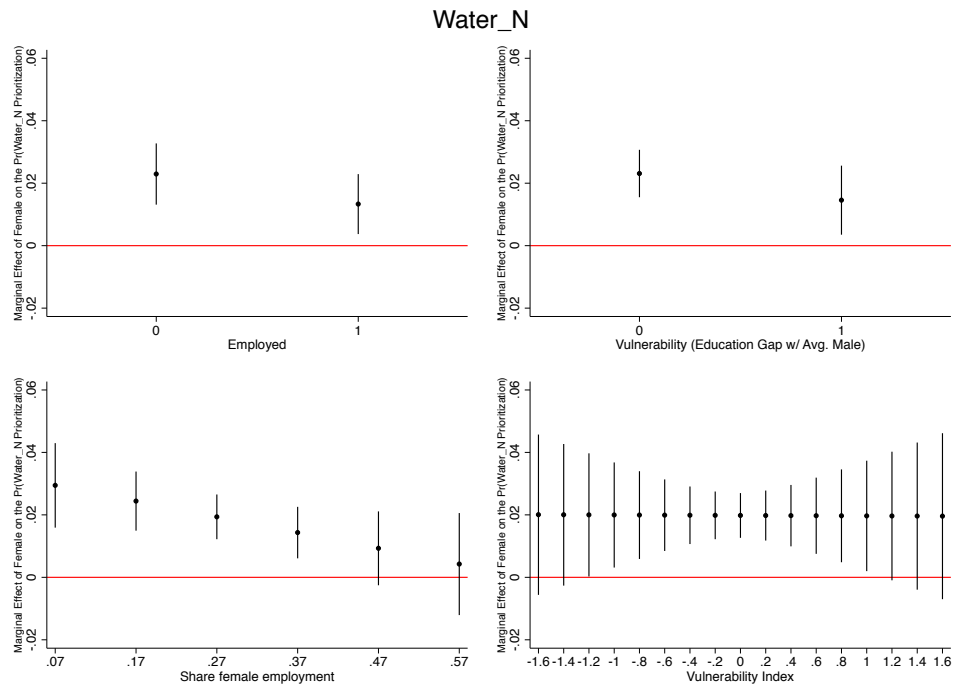 Water_N
Marginal Effect of Female on the Pr(Water_N Prioritization)
.06
.04
.02
0
-.02
0 1
Employed
Marginal Effect of Female on the Pr(Water_N Prioritization)
.06
.04
.02
0
-.02
0 1
Vulnerability (Education Gap w/ Avg. Male)
Marginal Effect of Female on the Pr(Water_N Prioritization)
.06
.04
.02
0
-.02
.07 .17 .27 .37 .47 .57
Share female employment
Marginal Effect of Female on the Pr(Water_N Prioritization)
.06
.04
.02
0
-.02
-1.6 -1.4 -1.2 -1 -.8 -.6 -.4 -.2 0 .2 .4 .6 .8 1 1.2 1.4 1.6
Vulnerability Index